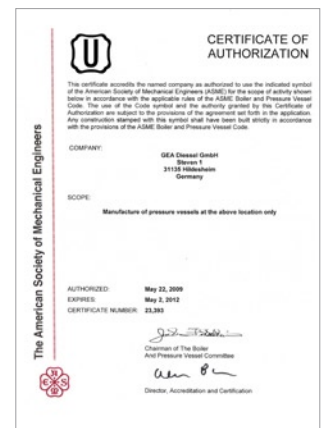 U
CERTIFICATE OF
AUTHORIZATION
This certificate accredits the named company as authorized to use the indicated symbol
of the American Society of Mechanical Engineers (ASME) for the scope of activity shown
below in accordance with the applicable rules of the ASME Boiler and Pressure Vessel
Code. The use of the Code symbol and the authority granted by this Certificate of
Authorization are subject to the provisions of the agreement set forth in the application.
Any construction stamped with this symbol shall have been built strictly in accordance
with the provisions of the ASME Boiler and Pressure Vessel Code.
COMPANY:
GEA Diessel GmbH
Steven 1
31135 Hildesheim
Germany
SCOPE:
Manufacture of pressure vessels at the above location only
AUTHORIZED: May 22, 2009
EXPIRES: May 2, 2012
CERTIFICATE NUMBER: 23,393
Chairman of The Boiler
And Pressure Vessel Committee
Director, Accreditation and Certification
The American Society of Mechanical Engineers